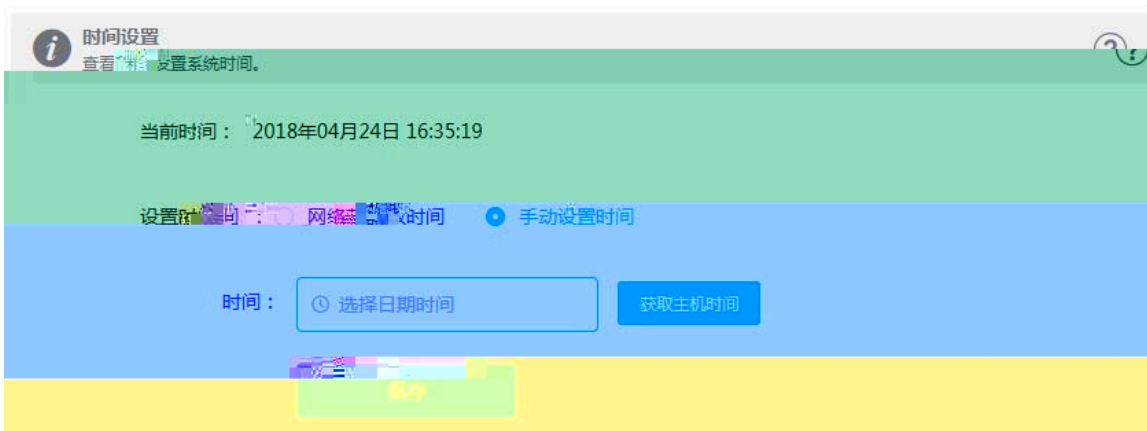 时间设置
查看 设置系统时间。
当前时间： 2018年04月24日 16:35:19
设置时间： 网络 时间 手动设置时间
时间： 选择日期时间 获取主机时间